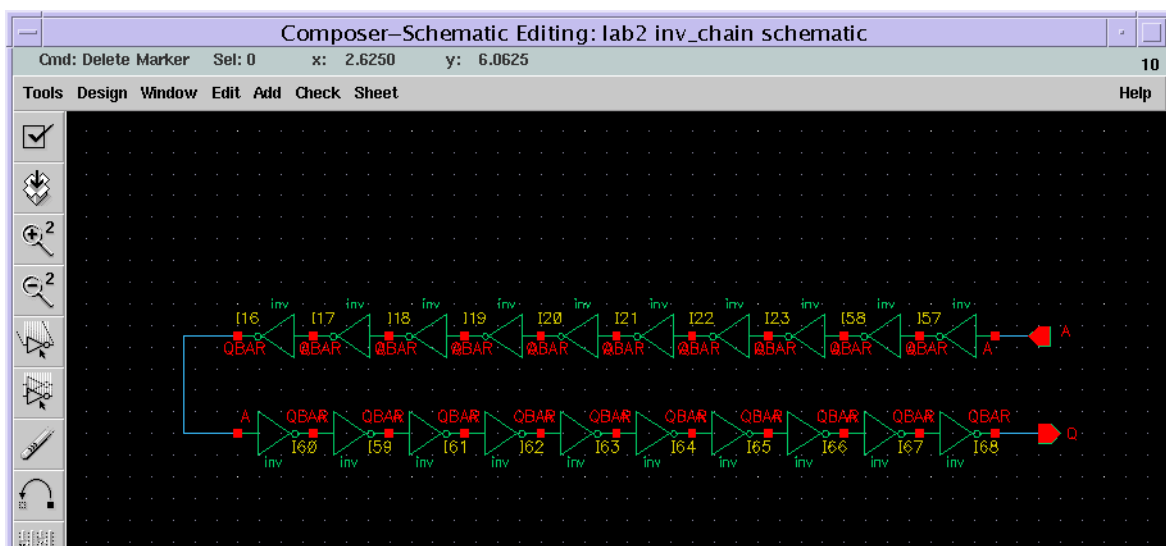 Composer–Schematic Editing: lab2 inv_chain schematic
Cmd: Delete Marker Sel: 0 x: 2.6250 y: 6.0625 10
Tools Design Window Edit Add Check Sheet Help
2
2
inv inv inv inv inv inv inv inv inv inv
I16 I17 I18 I19 I20 I21 I22 I23 I58 I57
QBAR QBAR QBAR QBAR QBAR QBAR QBAR QBAR QBAR QBAR A A
A QBAR QBAR QBAR QBAR QBAR QBAR QBAR QBAR QBAR QBAR Q
I60 I59 I61 I62 I63 I64 I65 I66 I67 I68
inv inv inv inv inv inv inv inv inv inv